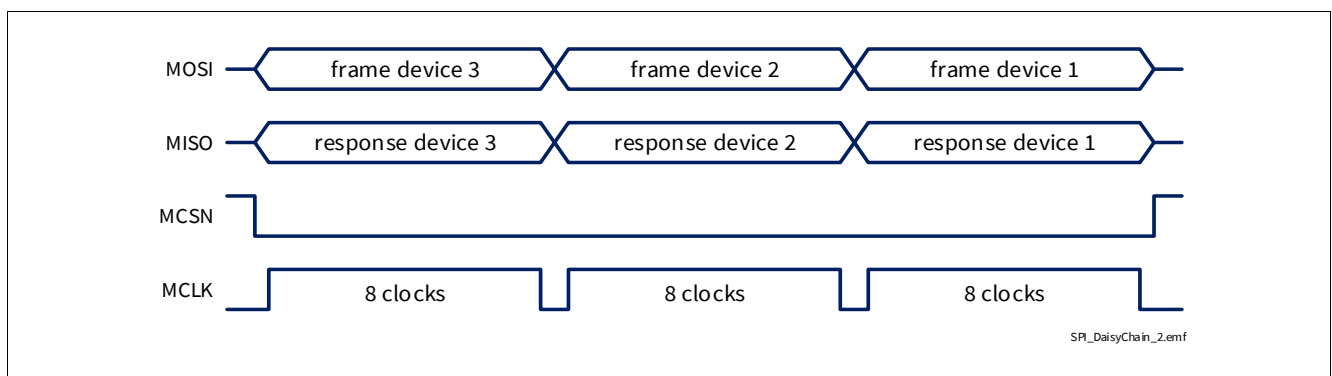 MOSI frame device 3 frame device 2 frame device 1
MISO response device 3 response device 2 response device 1
MCSN
MCLK 8 clocks 8 clocks 8 clocks
SPI_DaisyChain_2.emf